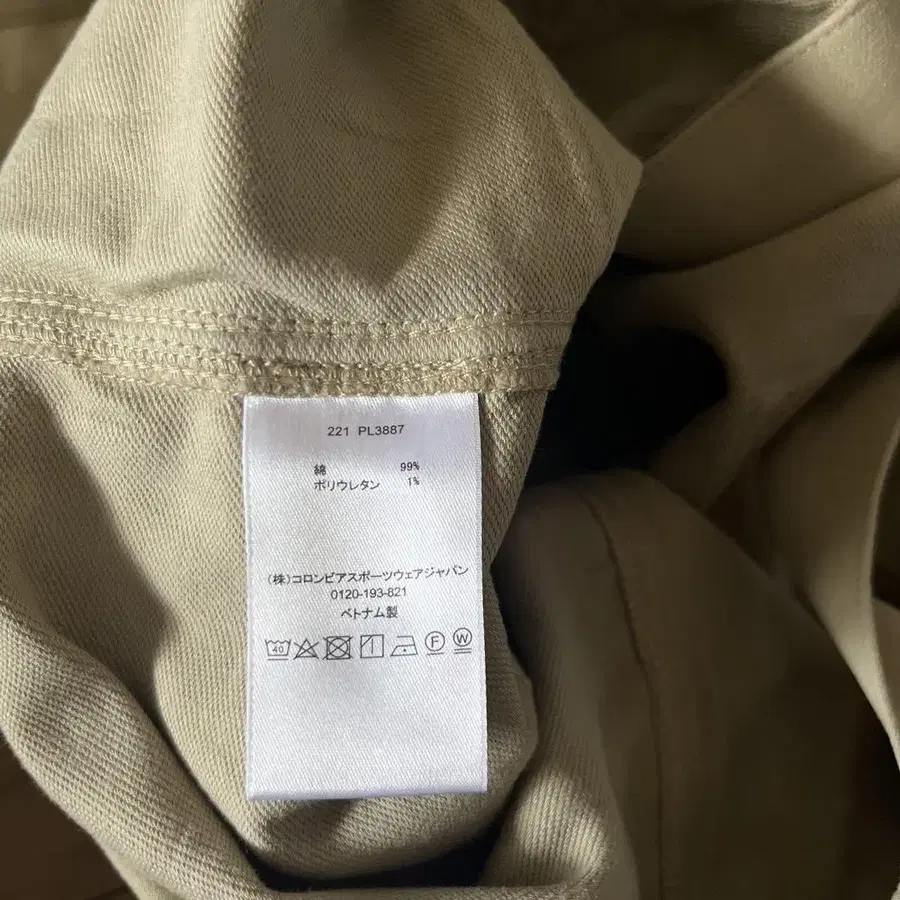 221 PL3887
綿 99%
ポリウレタン 1%
(株)コロンビアスポーツウェアジャパン
0120-193-821
ベトナム製
40 F W